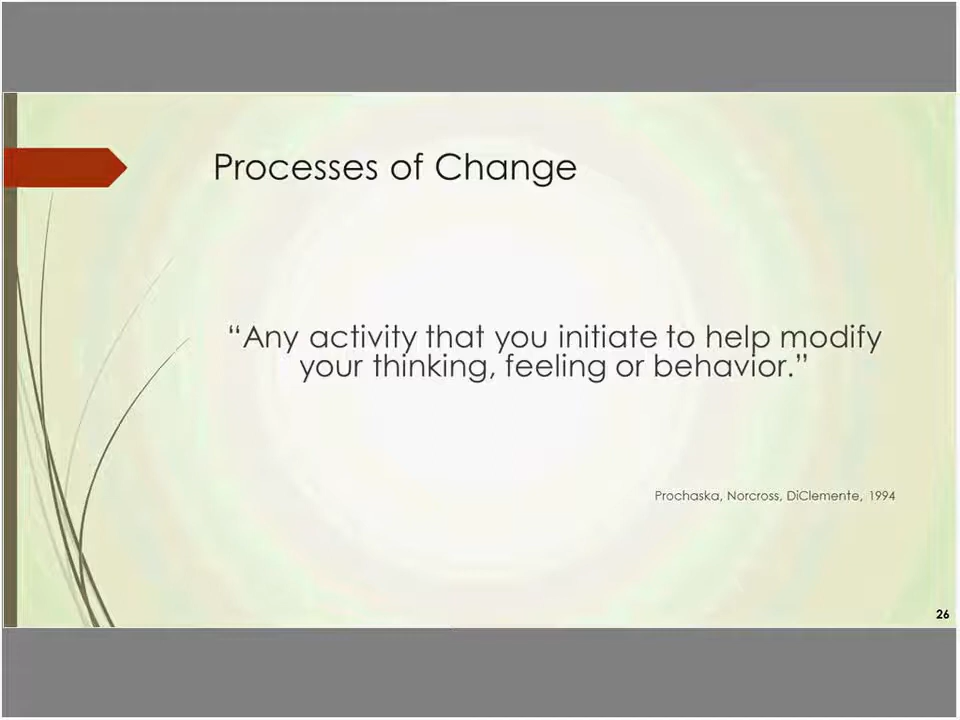 Processes of Change
“Any activity that you initiate to help modify
your thinking, feeling or behavior.”
Prochaska, Norcross, DiClemente, 1994
26